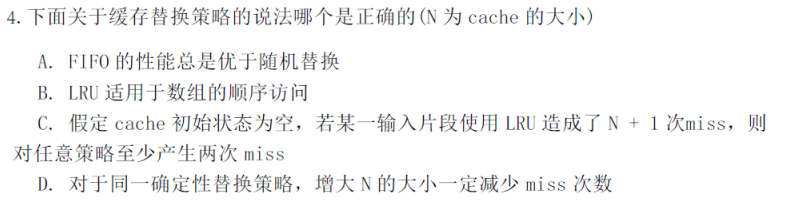 4.下面关于缓存替换策略的说法哪个是正确的(N 为 cache 的大小)
A. FIFO 的性能总是优于随机替换
B. LRU 适用于数组的顺序访问
C. 假定 cache 初始状态为空，若某一输入片段使用 LRU 造成了 N + 1 次miss，则
对任意策略至少产生两次 miss
D. 对于同一确定性替换策略，增大 N 的大小一定减少 miss 次数